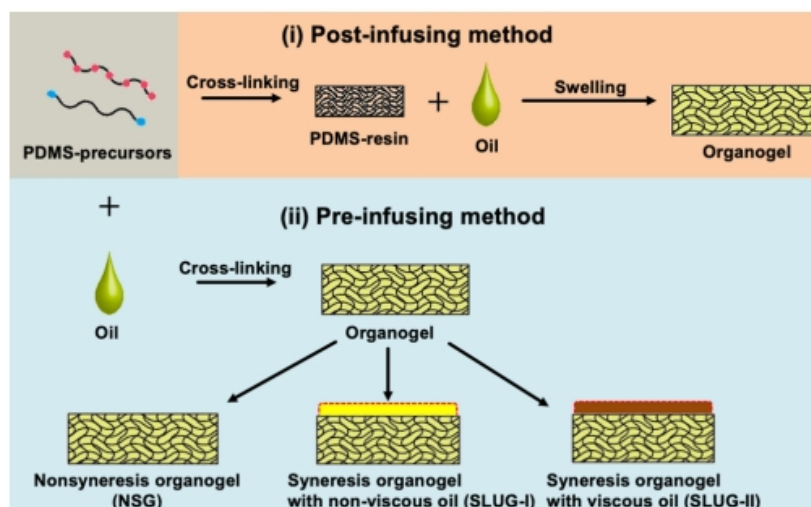 (i) Post-infusing method
Cross-linking
Swelling
PDMS-resin
Oil
Organogel
PDMS-precursors
(ii) Pre-infusing method
Cross-linking
Oil
Organogel
Nonsyneresis organogel
(NSG)
Syneresis organogel
with non-viscous oil (SLUG-I)
Syneresis organogel
with viscous oil (SLUG-II)